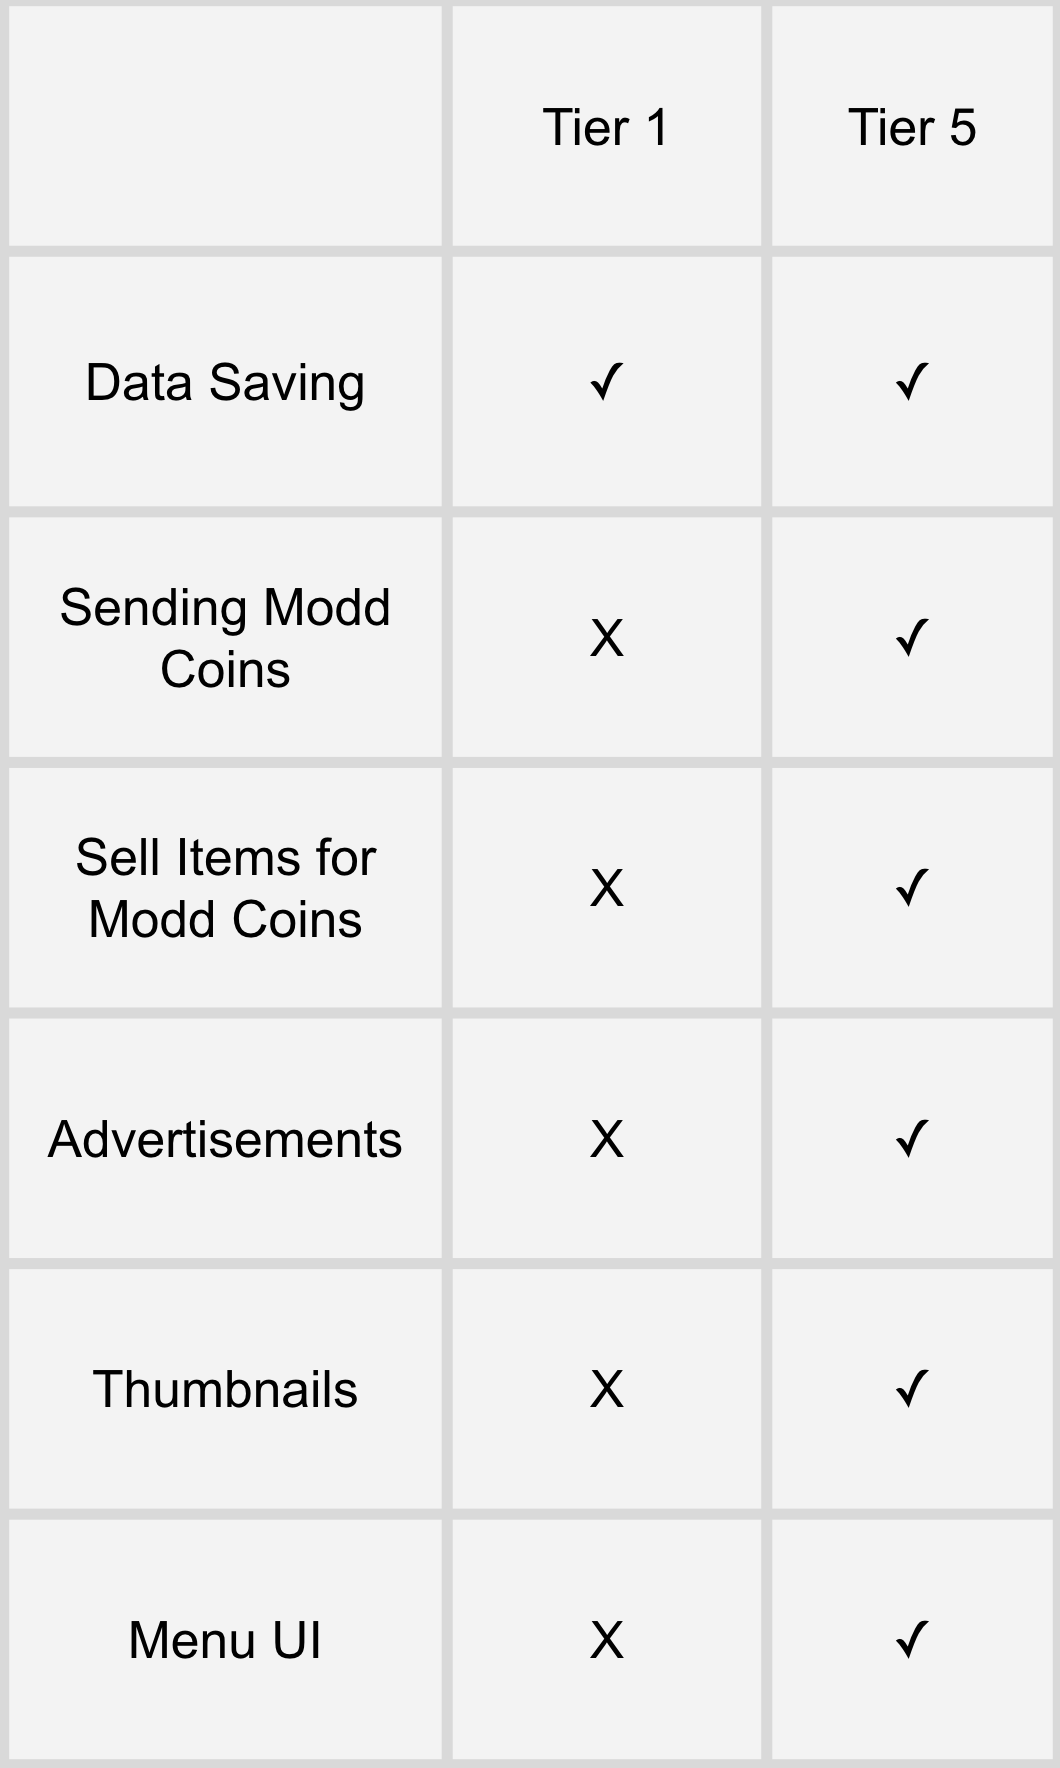 Tier 1 Tier 5
Data Saving ✓ ✓
Sending Modd
Coins X ✓
Sell Items for
Modd Coins X ✓
Advertisements X ✓
Thumbnails X ✓
Menu UI X ✓